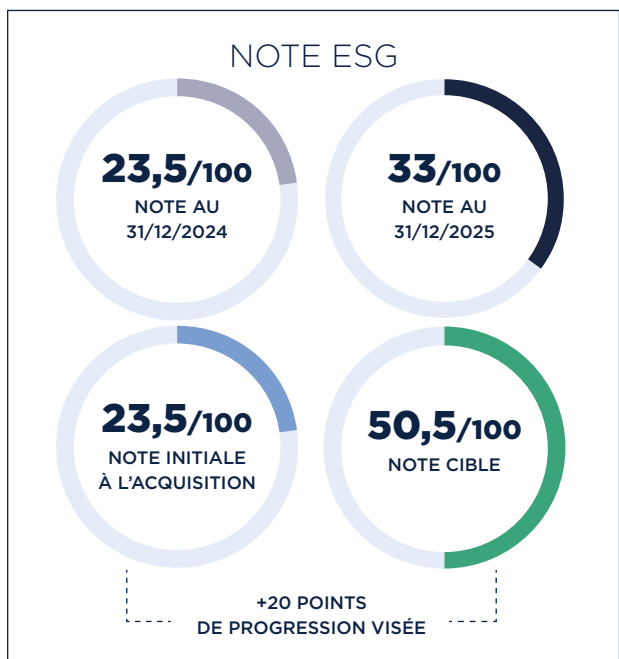 NOTE ESG
23,5/100
NOTE AU
31/12/2024
33/100
NOTE AU
31/12/2025
23,5/100
NOTE INITIALE
À L'ACQUISITION
50,5/100
NOTE CIBLE
+20 POINTS
DE PROGRESSION VISÉE